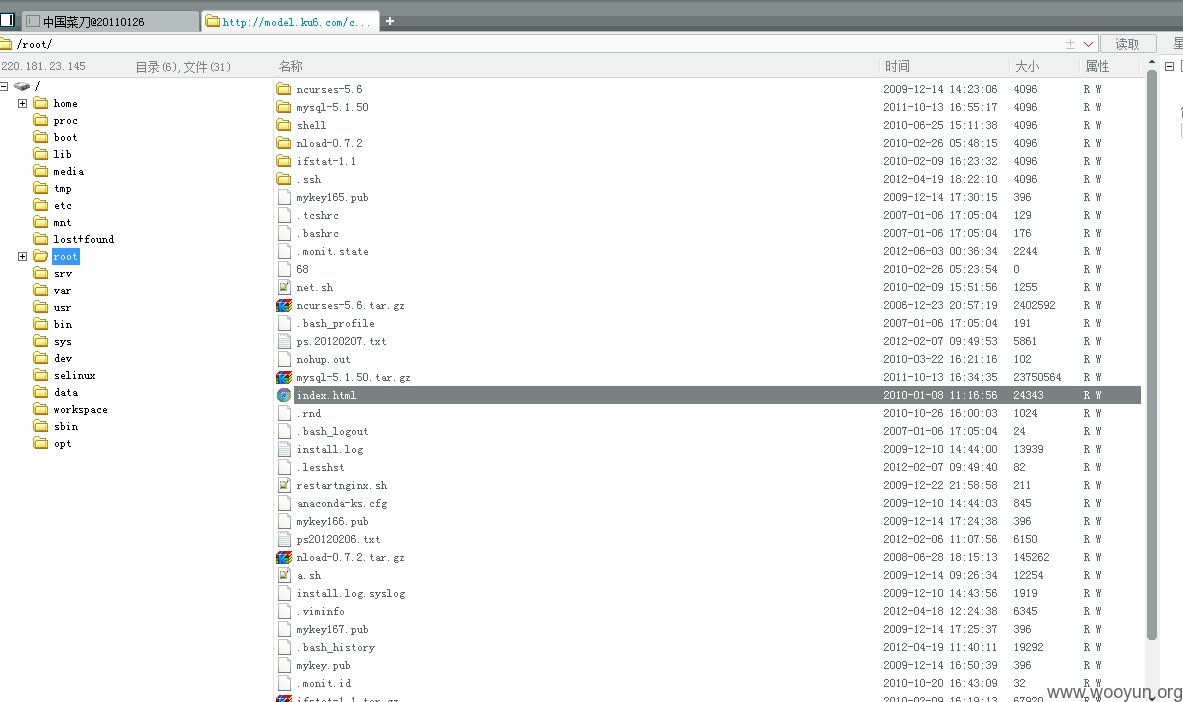 中国菜刀@20110126 http://model.ku6.com/c... +
/root/ 读取
220.181.23.145 目录(6),文件(31) 名称 时间 大小 属性
/
home
proc
boot
lib
media
tmp
etc
mnt
lost+found
root
srv
var
usr
bin
sys
dev
selinux
data
workspace
sbin
opt
ncurses-5.6 2009-12-14 14:23:06 4096 R W
mysql-5.1.50 2011-10-13 16:55:17 4096 R W
shell 2010-06-25 15:11:38 4096 R W
nload-0.7.2 2010-02-26 05:48:15 4096 R W
ifstat-1.1 2010-02-09 16:23:32 4096 R W
.ssh 2012-04-19 18:22:10 4096 R W
mykey165.pub 2009-12-14 17:30:15 396 R W
.tcshrc 2007-01-06 17:05:04 129 R W
.bashrc 2007-01-06 17:05:04 176 R W
.monit.state 2012-06-03 00:36:34 2244 R W
68 2010-02-26 05:23:54 0 R W
net.sh 2010-02-09 15:51:56 1255 R W
ncurses-5.6.tar.gz 2006-12-23 20:57:19 2402592 R W
.bash_profile 2007-01-06 17:05:04 191 R W
ps.20120207.txt 2012-02-07 09:49:53 5861 R W
nohup.out 2010-03-22 16:21:16 102 R W
mysql-5.1.50.tar.gz 2011-10-13 16:34:35 23750564 R W
index.html 2010-01-08 11:16:56 24343 R W
.rnd 2010-10-26 16:00:03 1024 R W
.bash_logout 2007-01-06 17:05:04 24 R W
install.log 2009-12-10 14:44:00 13939 R W
.lesshst 2012-02-07 09:49:40 82 R W
restartnginx.sh 2009-12-22 21:58:58 211 R W
anaconda-ks.cfg 2009-12-10 14:44:03 845 R W
mykey166.pub 2009-12-14 17:24:38 396 R W
ps20120206.txt 2012-02-06 11:07:56 6150 R W
nload-0.7.2.tar.gz 2008-06-28 18:15:13 145262 R W
a.sh 2009-12-14 09:26:34 12254 R W
install.log.syslog 2009-12-10 14:43:56 1919 R W
.viminfo 2012-04-18 12:24:38 6345 R W
mykey167.pub 2009-12-14 17:25:37 396 R W
.bash_history 2012-04-19 11:40:11 19292 R W
mykey.pub 2009-12-14 16:50:39 396 R W
.monit.id 2010-10-20 16:43:09 32 R W
ifstat-1.1.tar.gz 2010-02-09 16:19:13 67920 R W
www.wooyun.org